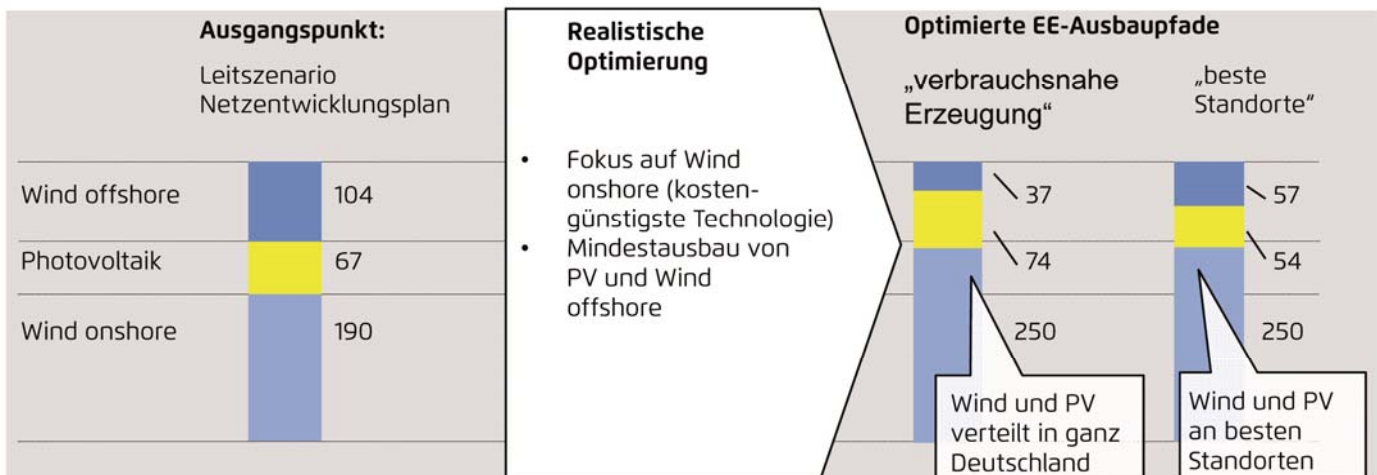 Ausgangspunkt:
Leitszenario
Netzentwicklungsplan
Wind offshore
104
Photovoltaik
67
Wind onshore
190
Realistische
Optimierung
• Fokus auf Wind
onshore (kosten-
günstigste Technologie)
• Mindestausbau von
PV und Wind
offshore
Optimierte EE-Ausbaupfade
„verbrauchsnahe
Erzeugung“
37
74
250
Wind und PV
verteilt in ganz
Deutschland
„beste
Standorte“
57
54
250
Wind und PV
an besten
Standorten